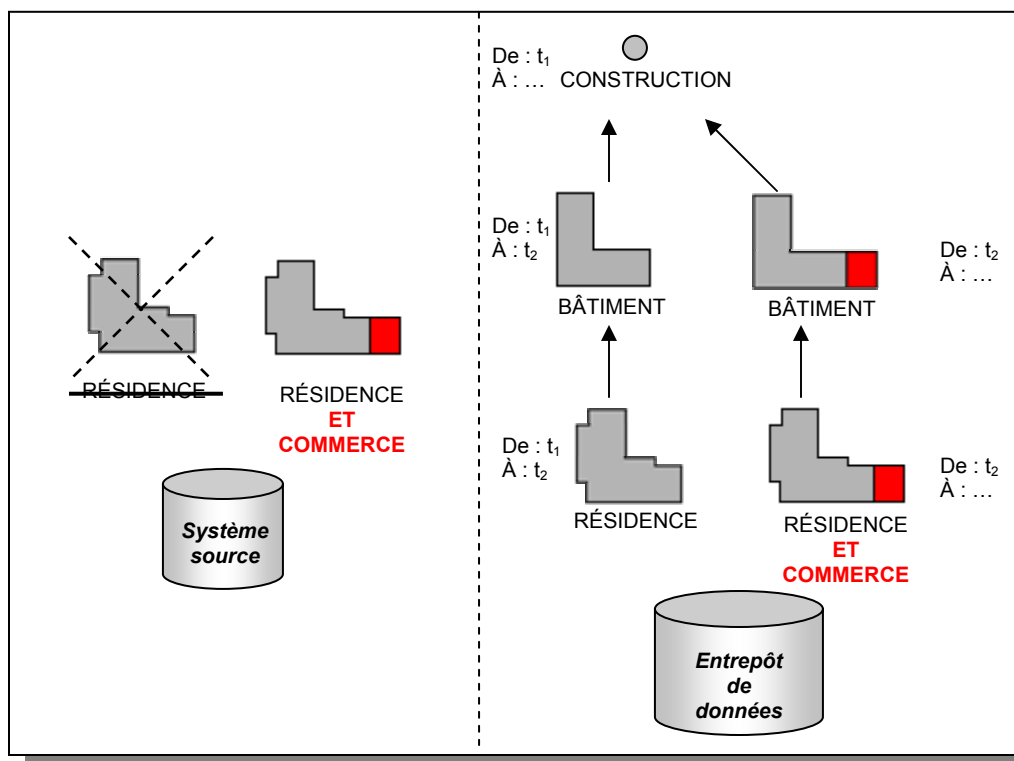 RÉSIDENCE
RÉSIDENCE
ET
COMMERCE
Système
source
De : t₁
À : …
CONSTRUCTION
De : t₁
À : t₂
BÂTIMENT
BÂTIMENT
De : t₂
À : …
De : t₁
À : t₂
RÉSIDENCE
RÉSIDENCE
ET
COMMERCE
De : t₂
À : …
Entrepôt
de
données